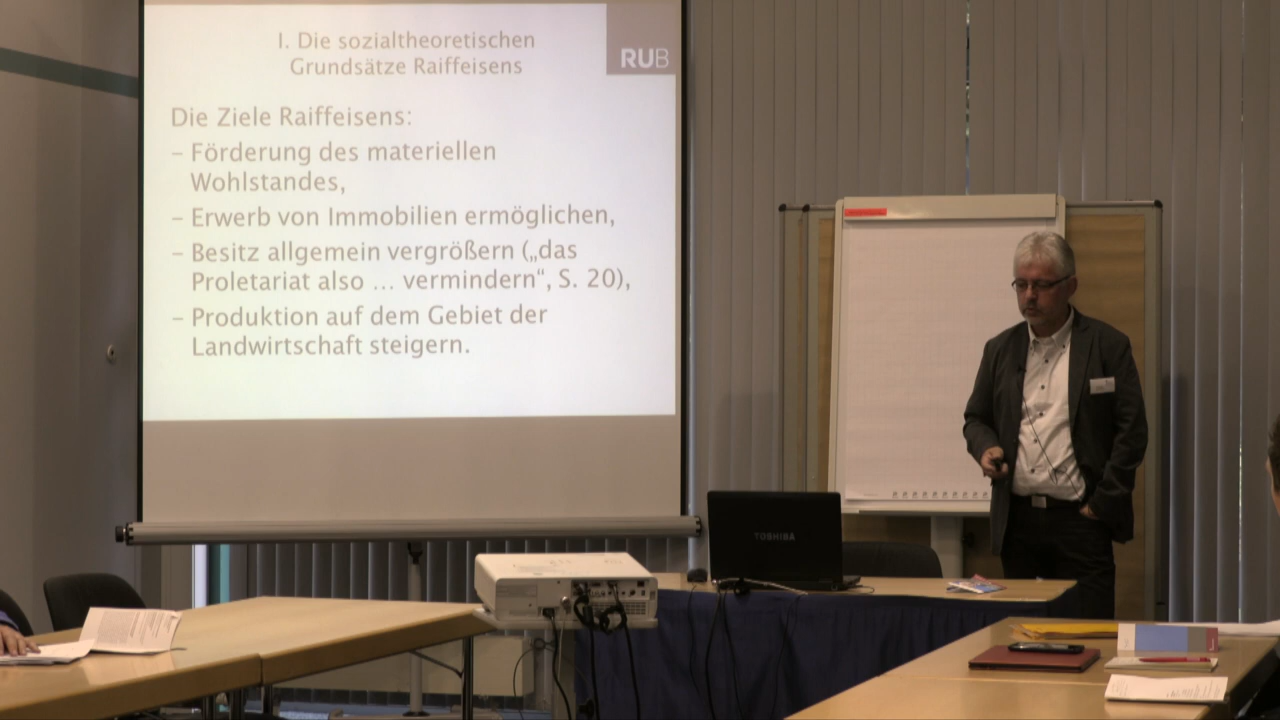 I. Die sozialtheoretischen
Grundsätze Raiffeisens
RUB
Die Ziele Raiffeisens:
– Förderung des materiellen
Wohlstandes,
– Erwerb von Immobilien ermöglichen,
– Besitz allgemein vergrößern („das
Proletariat also … vermindern“, S. 20),
– Produktion auf dem Gebiet der
Landwirtschaft steigern.
TOSHIBA